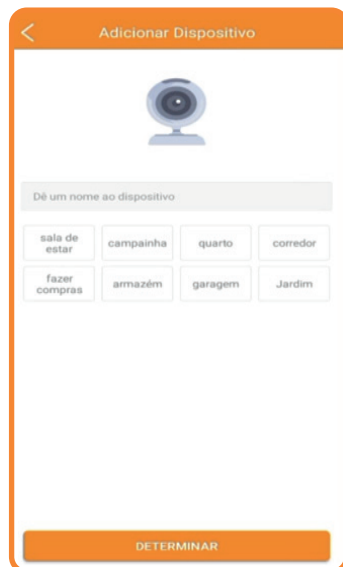 Adicionar Dispositivo
Dê um nome ao dispositivo
sala de
estar
campainha
quarto
corredor
fazer
compras
armazém
garagem
Jardim
DETERMINAR